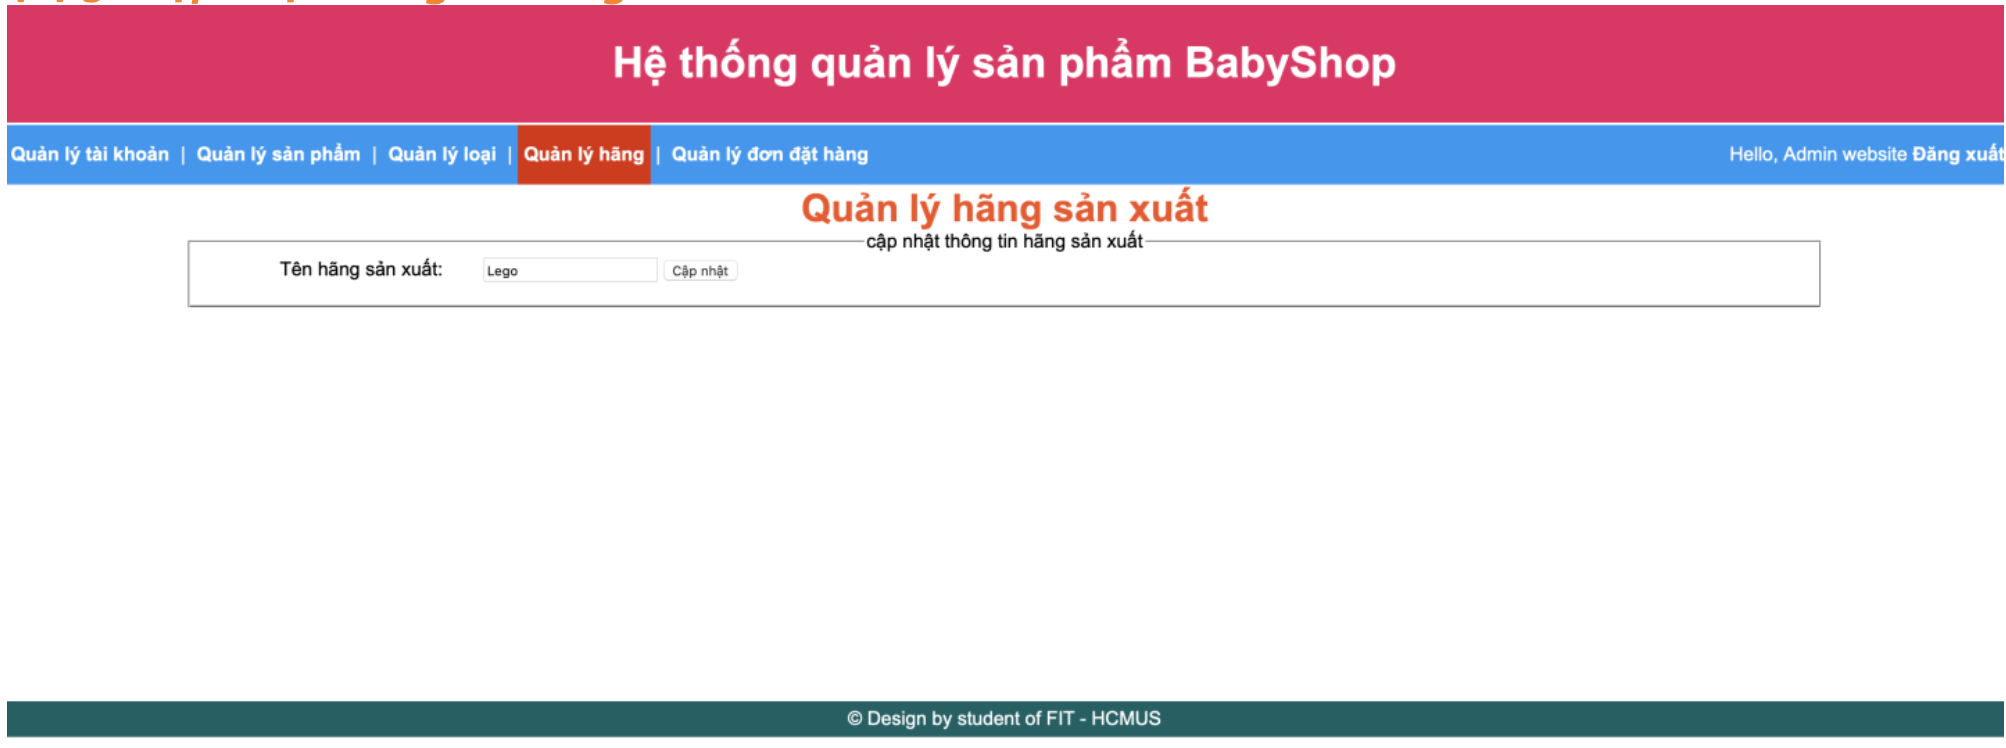 Hệ thống quản lý sản phẩm BabyShop
Quản lý tài khoản | Quản lý sản phẩm | Quản lý loại | Quản lý hãng | Quản lý đơn đặt hàng Hello, Admin website Đăng xuất
Quản lý hãng sản xuất
cập nhật thông tin hãng sản xuất
Tên hãng sản xuất: Lego Cập nhật
© Design by student of FIT - HCMUS